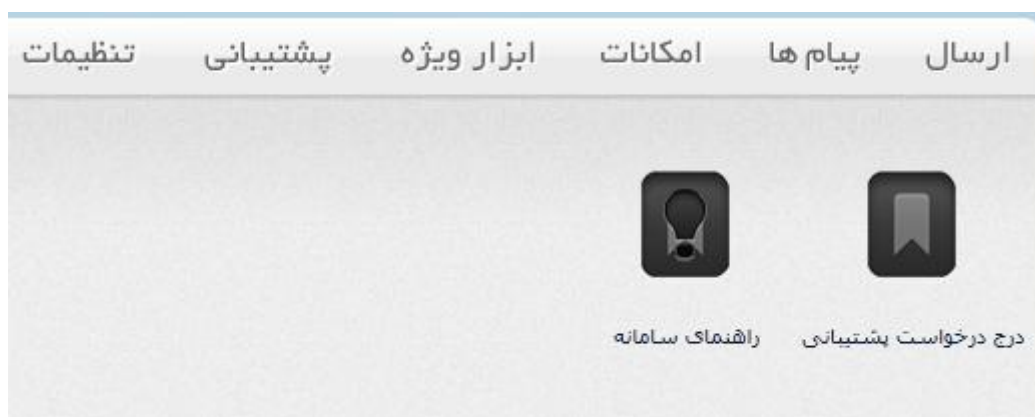 ارسال پیام ها امکانات ابزار ویژه پشتیبانی تنظیمات
درج درخواست پشتیبانی راهنمای سامانه